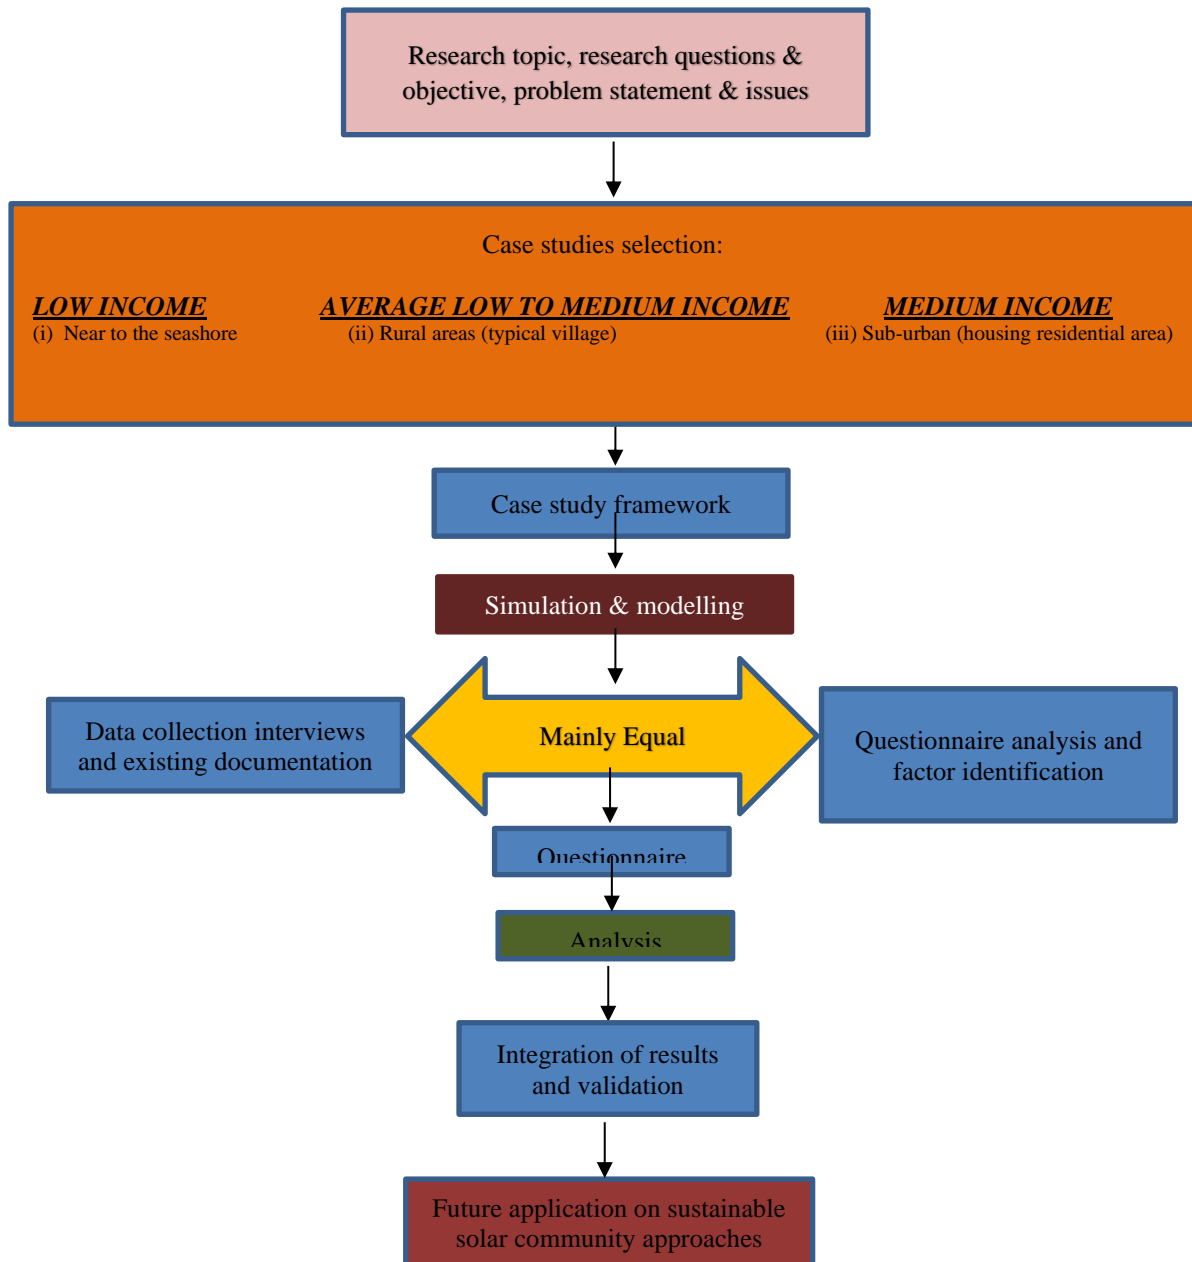 Research topic, research questions &
objective, problem statement & issues
Case studies selection:
LOW INCOME
(i) Near to the seashore
AVERAGE LOW TO MEDIUM INCOME
(ii) Rural areas (typical village)
MEDIUM INCOME
(iii) Sub-urban (housing residential area)
Case study framework
Simulation & modelling
Data collection interviews
and existing documentation
Mainly Equal
Questionnaire analysis and
factor identification
Questionnaire
Analysis
Integration of results
and validation
Future application on sustainable
solar community approaches